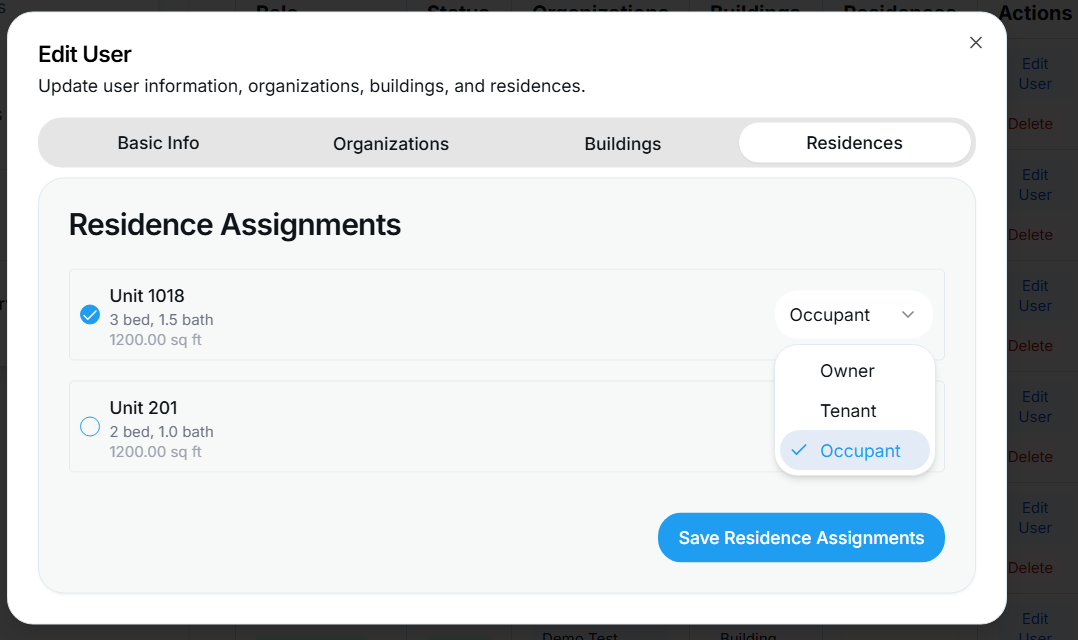 Role Status Organizations Buildings Residences Actions
Edit User
Update user information, organizations, buildings, and residences.
Basic Info Organizations Buildings Residences
Residence Assignments
Unit 1018
3 bed, 1.5 bath
1200.00 sq ft
Occupant
Owner
Tenant
Occupant
Unit 201
2 bed, 1.0 bath
1200.00 sq ft
Save Residence Assignments
Edit
User
Delete
Edit
User
Delete
Edit
User
Delete
Edit
User
Delete
Edit
User
Delete
Edit
User
Demo Test Building